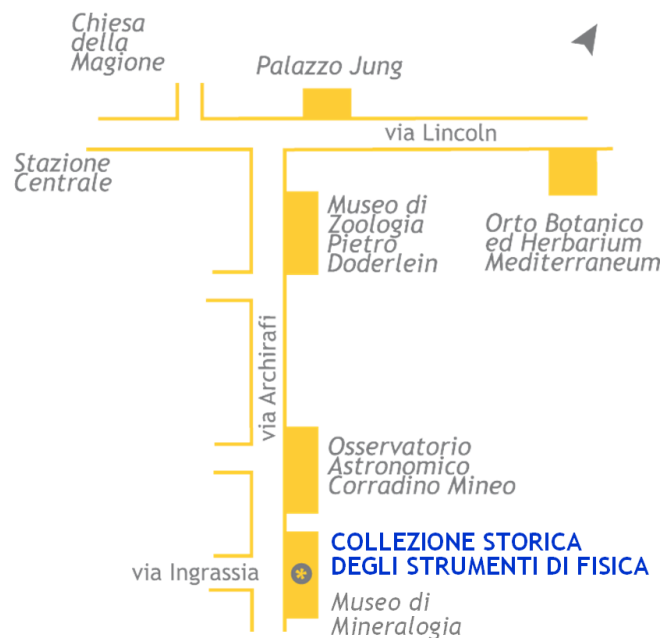 Chiesa
della
Magione
Palazzo Jung
via Lincoln
Stazione
Centrale
Museo di
Zoologia
Pietro
Doderlein
Orto Botanico
ed Herbarium
Mediterraneum
via Archirafi
Osservatorio
Astronomico
Corradino Mineo
COLLEZIONE STORICA
DEGLI STRUMENTI DI FISICA
via Ingrassia
Museo di
Mineralogia